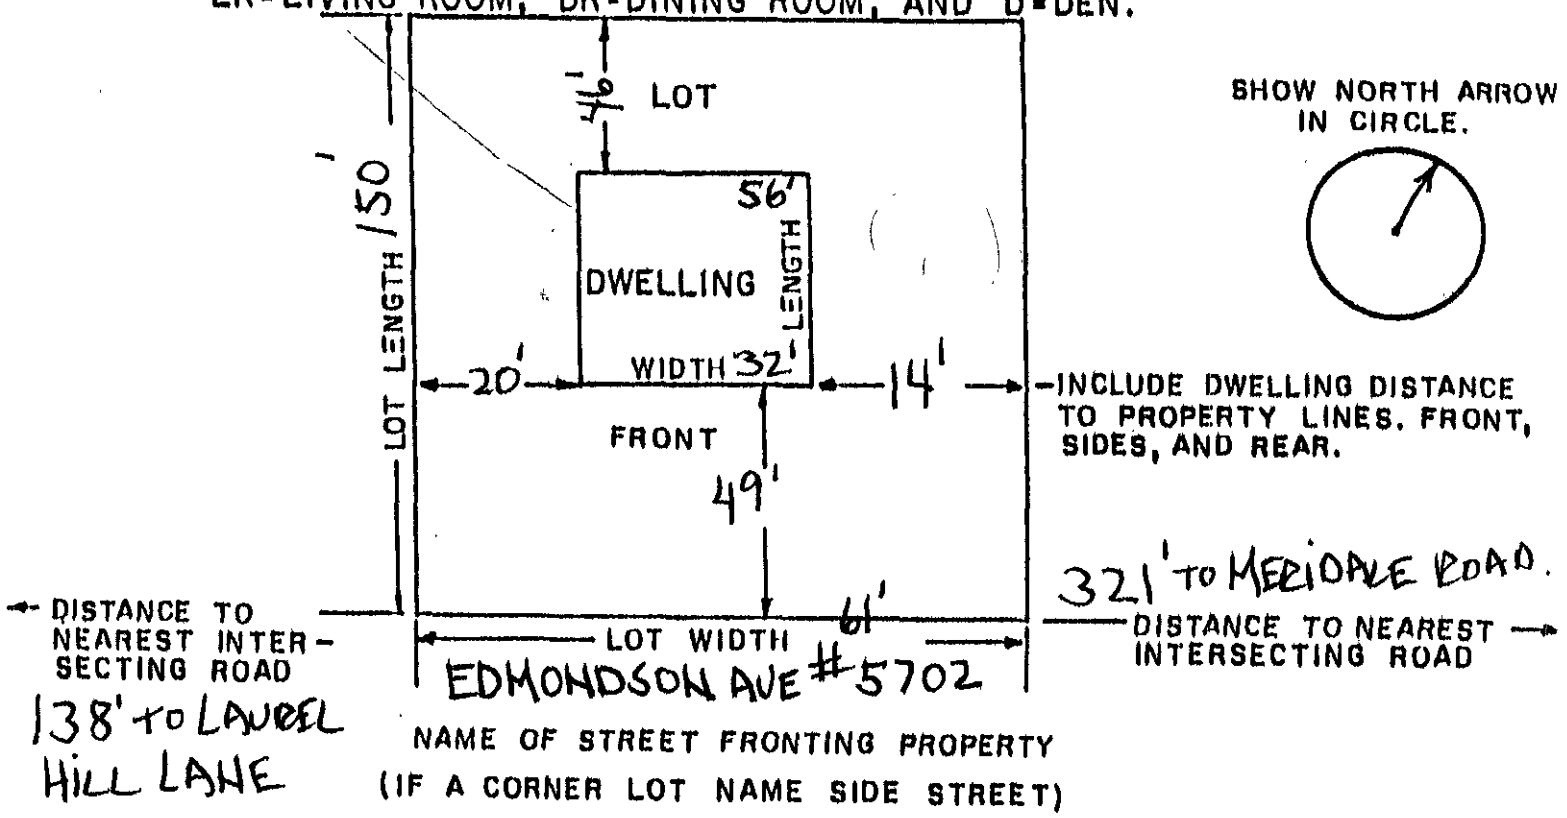 LR-LIVING ROOM, DR-DINING ROOM, AND D=DEN.
46'
LOT
SHOW NORTH ARROW
IN CIRCLE.
LOT LENGTH 150'
56'
DWELLING
LENGTH
WIDTH 32'
20'
14'
INCLUDE DWELLING DISTANCE
TO PROPERTY LINES. FRONT,
SIDES, AND REAR.
FRONT
49'
321' TO MERIDALE ROAD.
DISTANCE TO
NEAREST INTER-
SECTING ROAD
138' to LAUREL
HILL LANE
61'
LOT WIDTH
DISTANCE TO NEAREST
INTERSECTING ROAD
EDMONDSON AVE #5702
NAME OF STREET FRONTING PROPERTY
(IF A CORNER LOT NAME SIDE STREET)